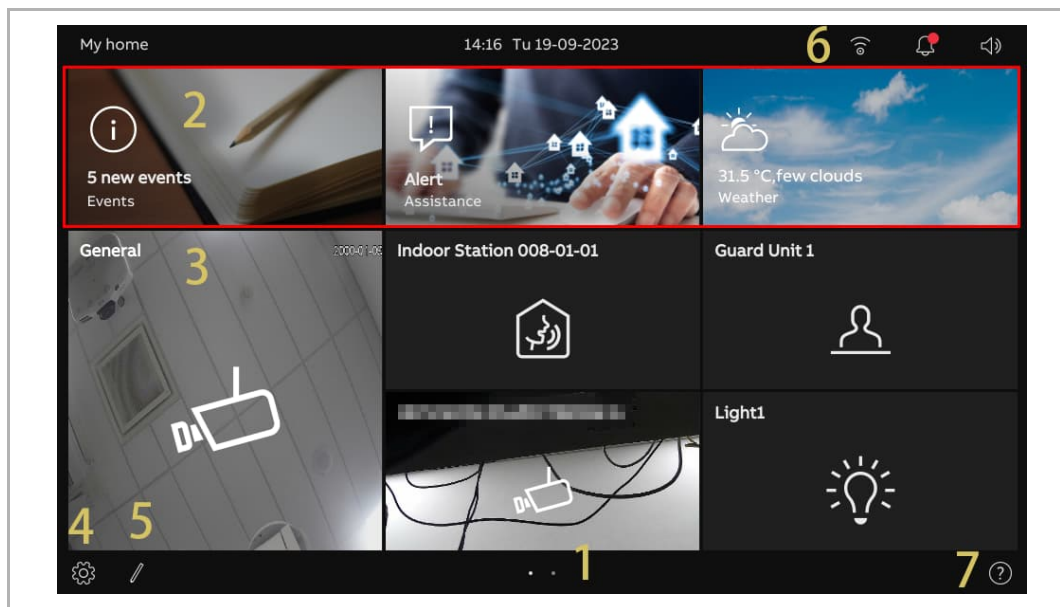 My home
14:16 Tu 19-09-2023
6
2
5 new events
Events
Alert
Assistance
31.5 °C,few clouds
Weather
General
3
Indoor Station 008-01-01
Guard Unit 1
Light1
4
5
1
7